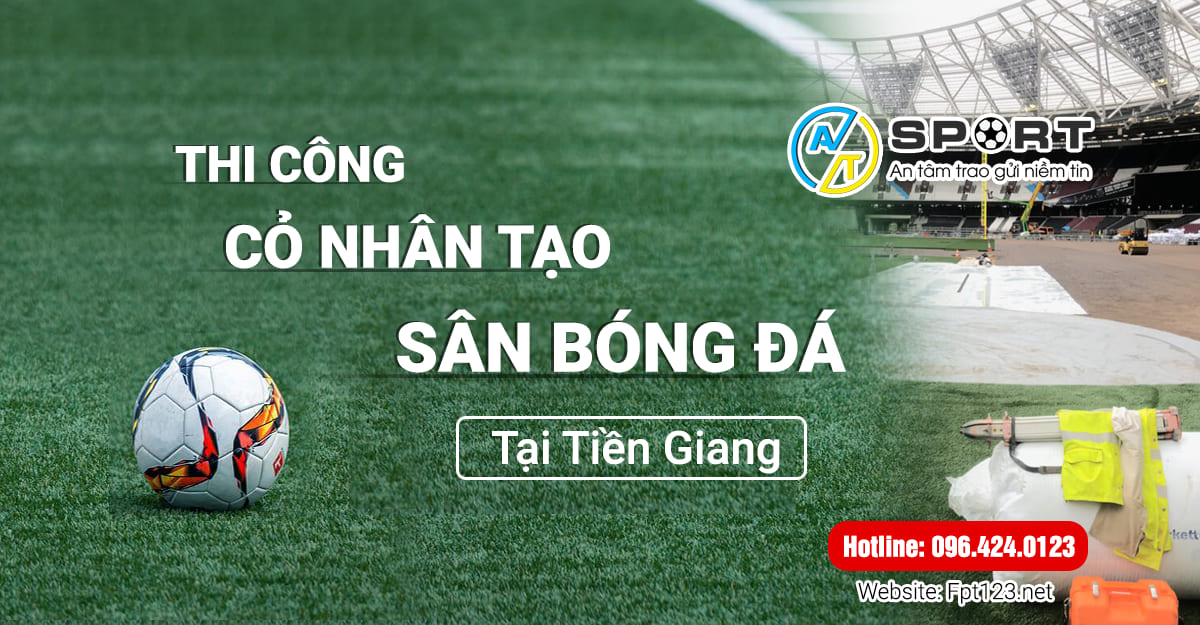 THI CÔNG
CỎ NHÂN TẠO
SÂN BÓNG ĐÁ
Tại Tiền Giang
AT SPORT
An tâm trao gửi niềm tin
Hotline: 096.424.0123
Website: Fpt123.net